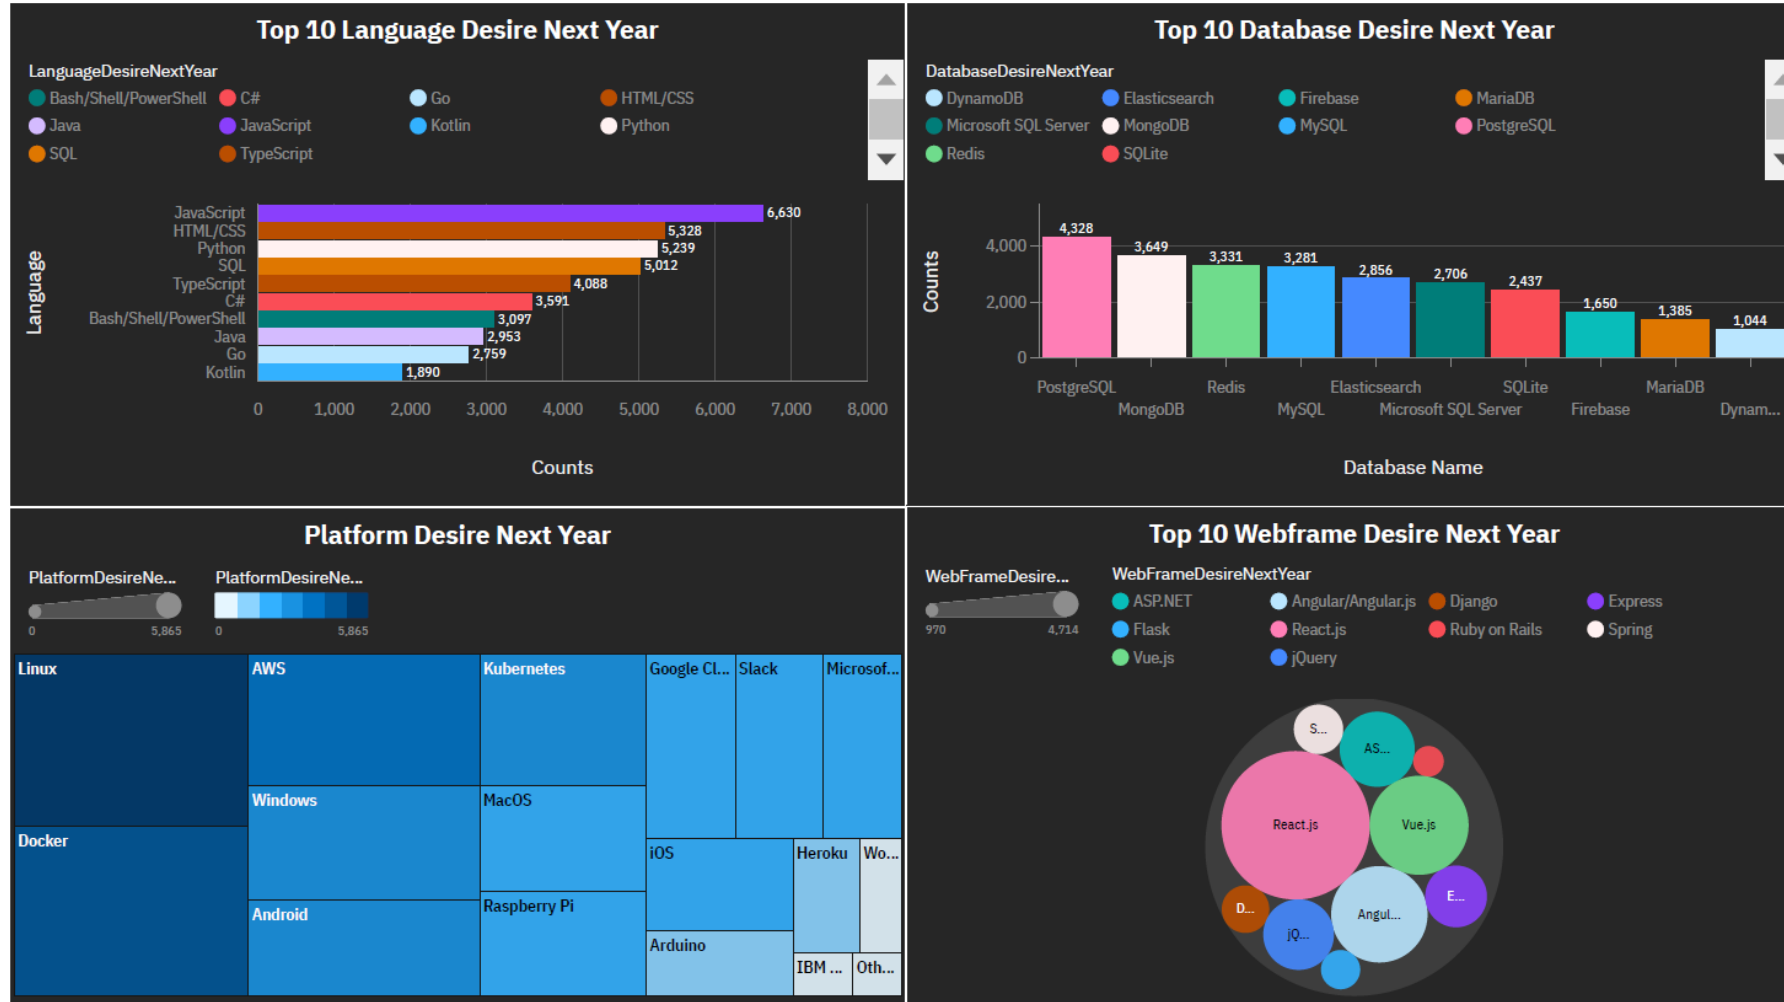 Top 10 Language Desire Next Year
LanguageDesireNextYear
Bash/Shell/PowerShell C# Go HTML/CSS
Java JavaScript Kotlin Python
SQL TypeScript
Language
JavaScript 6,630
HTML/CSS 5,328
Python 5,239
SQL 5,012
TypeScript 4,088
C# 3,591
Bash/Shell/PowerShell 3,097
Java 2,953
Go 2,759
Kotlin 1,890
0 1,000 2,000 3,000 4,000 5,000 6,000 7,000 8,000
Counts
Top 10 Database Desire Next Year
DatabaseDesireNextYear
DynamoDB Elasticsearch Firebase MariaDB
Microsoft SQL Server MongoDB MySQL PostgreSQL
Redis SQLite
Counts
4,000
2,000
0
4,328 3,649 3,331 3,281 2,856 2,706 2,437 1,650 1,385 1,044
PostgreSQL Redis Elasticsearch SQLite MariaDB
MongoDB MySQL Microsoft SQL Server Firebase Dynam...
Database Name
Platform Desire Next Year
PlatformDesireNe... PlatformDesireNe...
0 5,865 0 5,865
Linux AWS Kubernetes Google Cl... Slack Microsof...
Windows MacOS
Docker iOS Heroku Wo...
Android Raspberry Pi
Arduino IBM ... Oth...
Top 10 Webframe Desire Next Year
WebFrameDesire... WebFrameDesireNextYear
970 4,714
ASP.NET Angular/Angular.js Django Express
Flask React.js Ruby on Rails Spring
Vue.js jQuery
S...
AS...
React.js Vue.js
E...
D... Angul...
jQ...